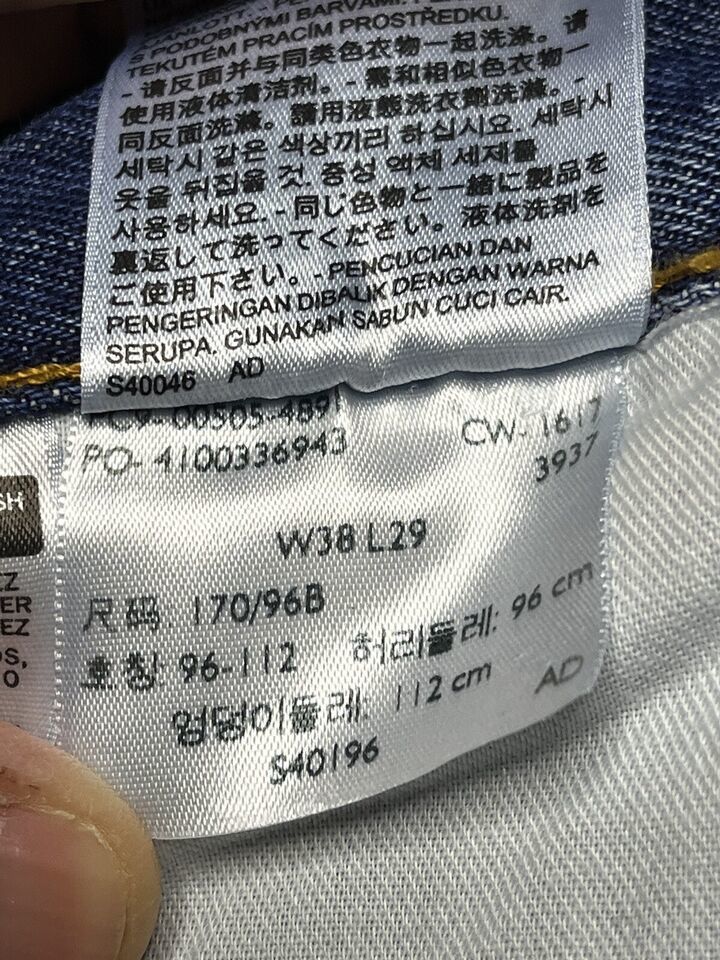 S PODOBNÝMI BARVAMI.
TEKUTÉM PRACÍM PROSTŘEDKU.
- 请反面并与同类色衣物一起洗涤。请
使用液体清洁剂。- 需和相似色衣物一
同反面洗滌。請用液態洗衣劑洗滌。-
세탁시 같은 색상끼리 하십시요. 세탁시
옷을 뒤집을 것. 중성 액체 세제를
사용하세요. - 同じ色物と一緒に製品を
裏返して洗ってください。液体洗剤を
ご使用下さい。- PENCUCIAN DAN
PENGERINGAN DIBALIK DENGAN WARNA
SERUPA. GUNAKAN SABUN CUCI CAIR.
S40046 AD
00505-489
PO- 4100336943
CW- 1617
3937
W38 L29
尺码 170/96B
호칭: 96-112 허리둘레: 96 cm
엉덩이둘레: 112 cm AD
S40196
SH
EZ
ER
EZ
OS,
O